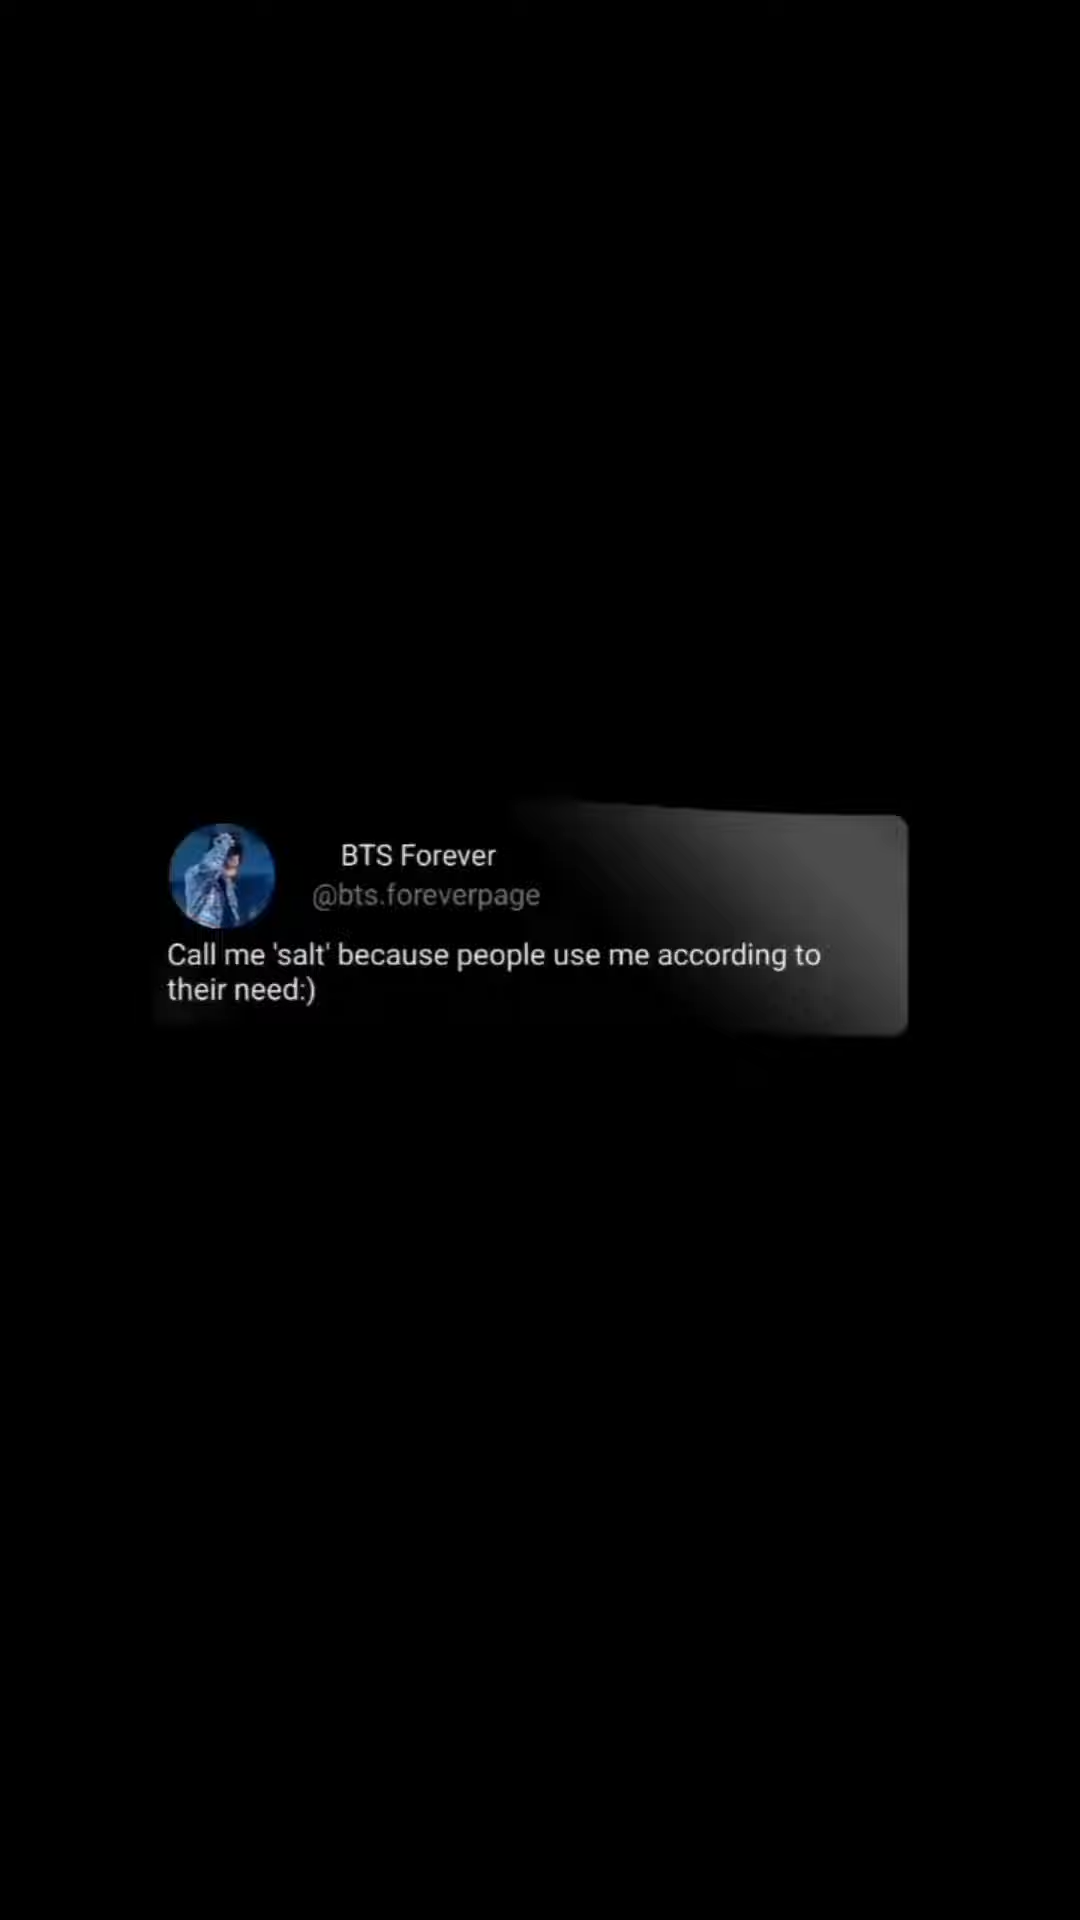 BTS Forever
@bts.foreverpage
Call me 'salt' because people use me according to
their need:)